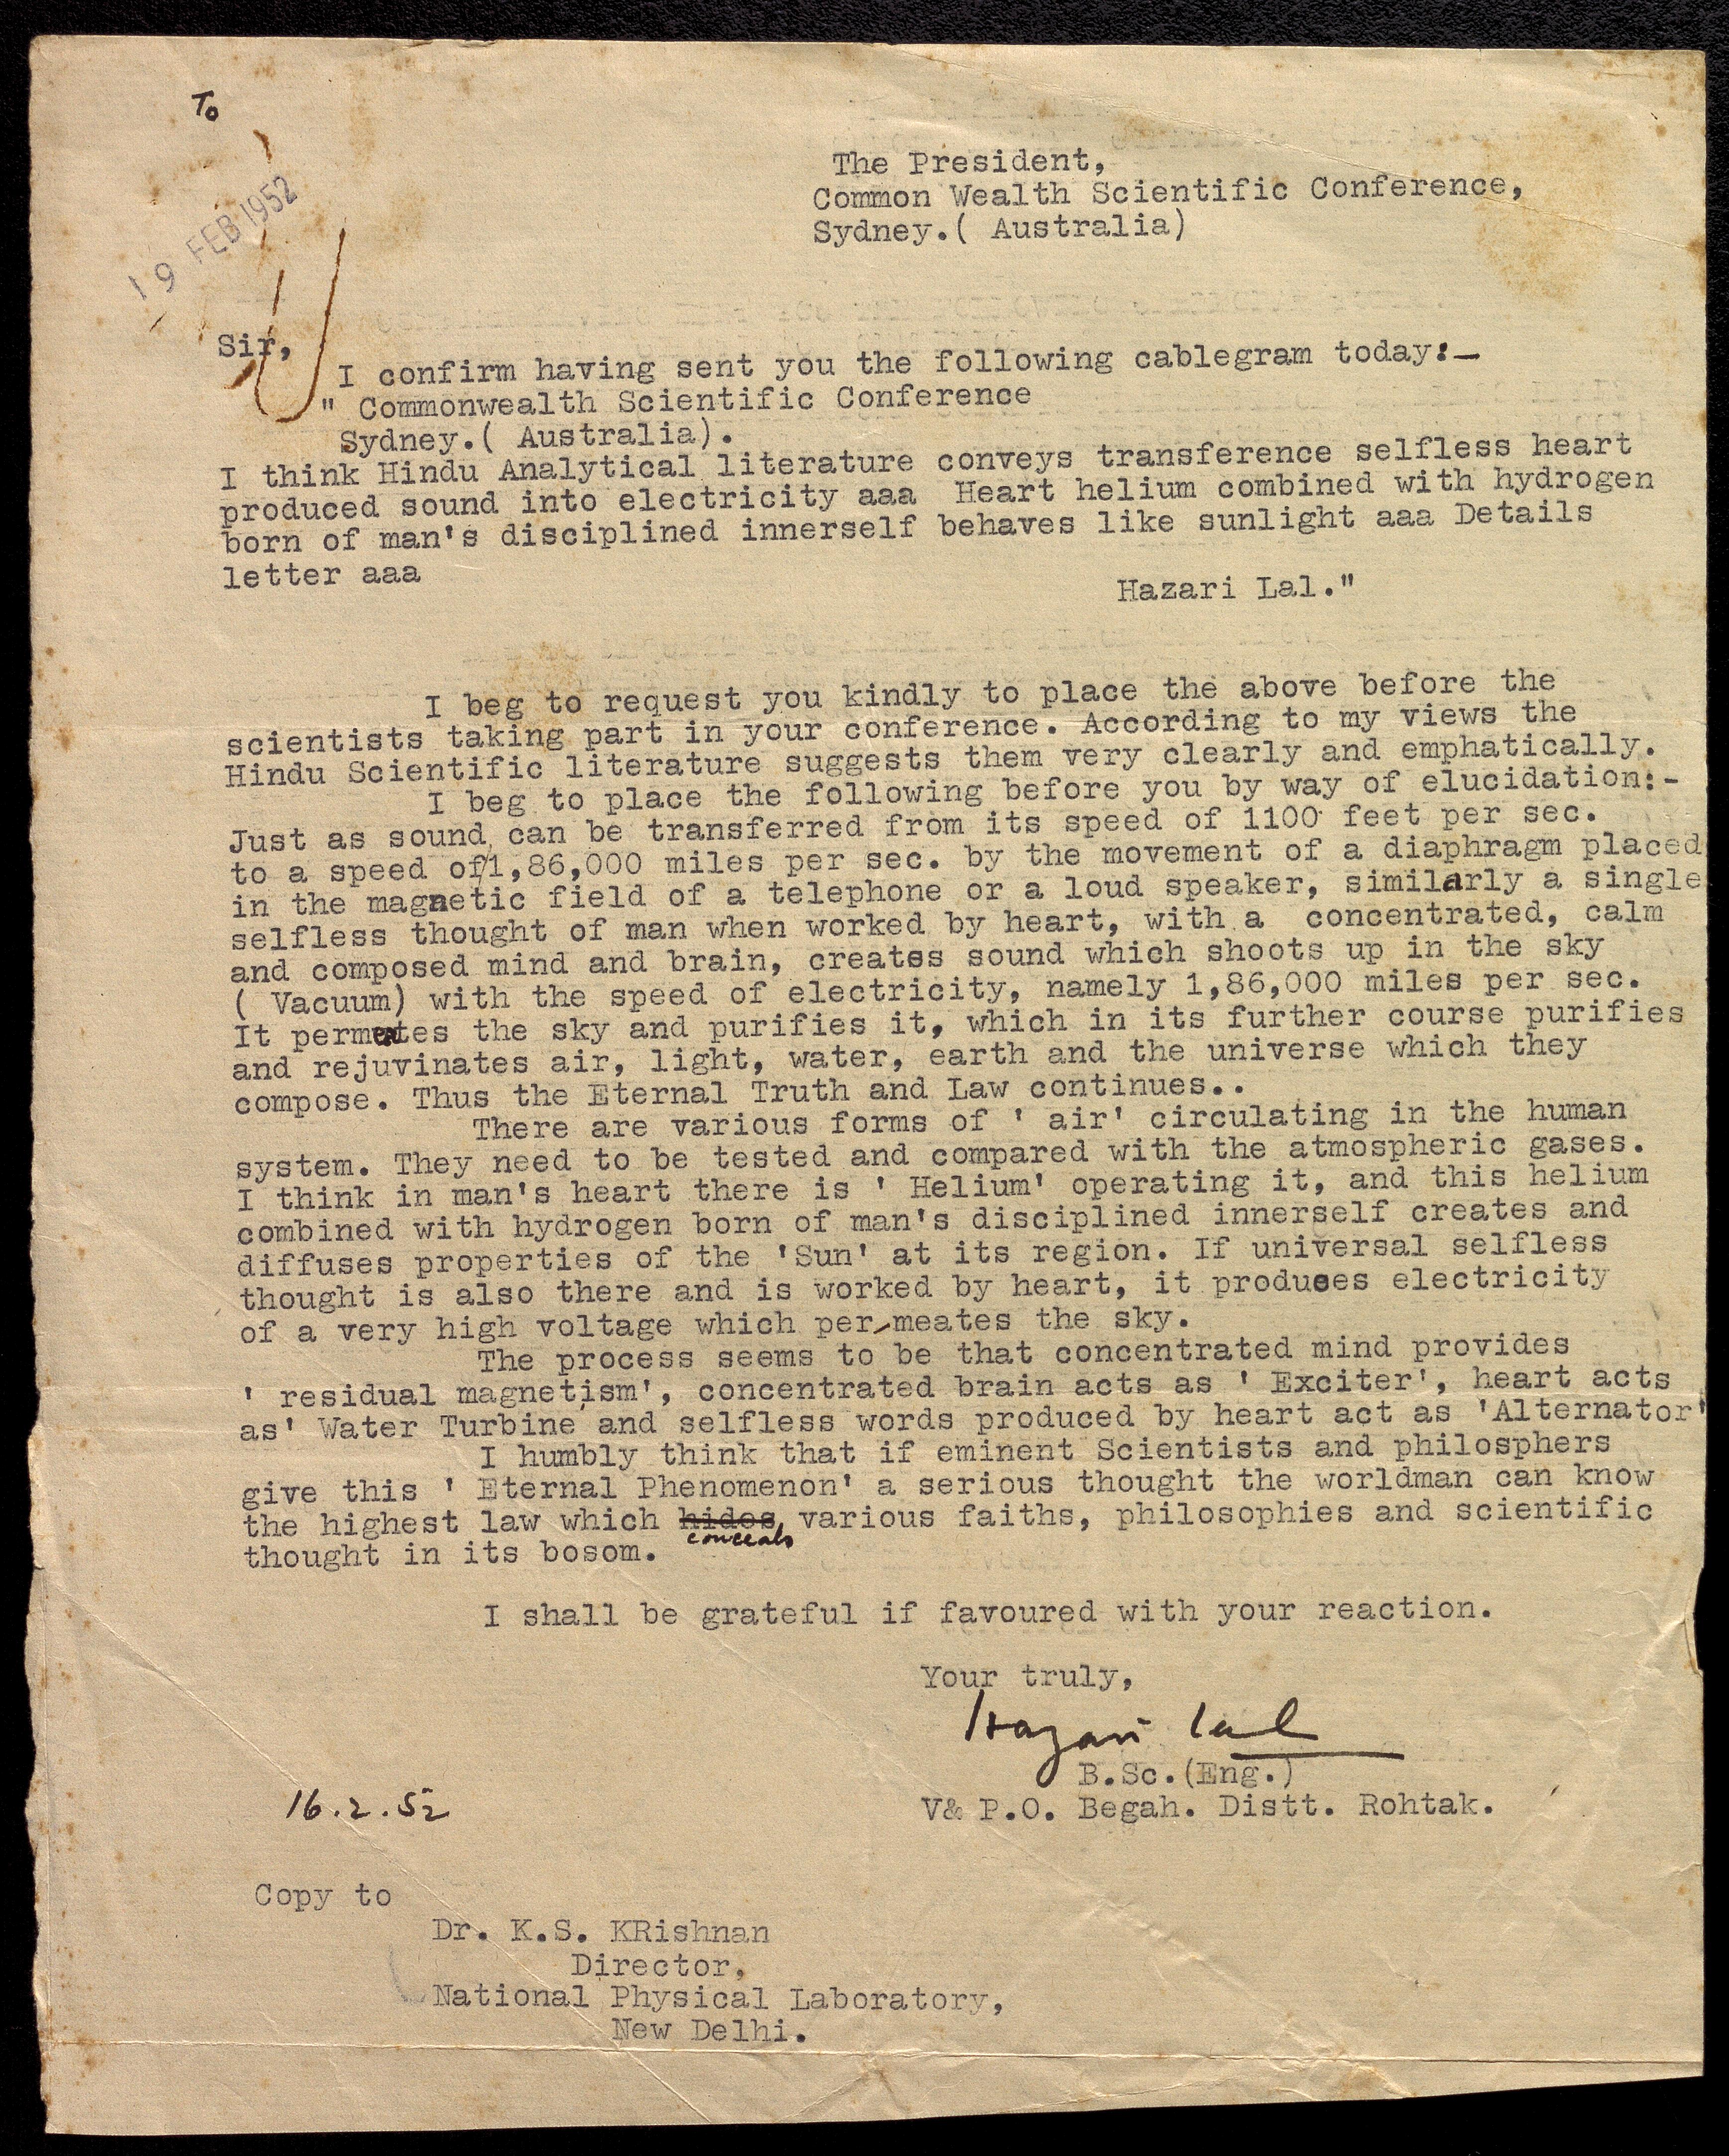 To
The President,
Common Wealth Scientific Conference,
Sydney.( Australia)
19 FEB 1952
Sir,
I confirm having sent you the following cablegram today:-
" Commonwealth Scientific Conference
Sydney.( Australia).
I think Hindu Analytical literature conveys transference selfless heart
produced sound into electricity aaa Heart helium combined with hydrogen
born of man's disciplined innerself behaves like sunlight aaa Details
letter aaa
Hazari Lal."
I beg to request you kindly to place the above before the
scientists taking part in your conference. According to my views the
Hindu Scientific literature suggests them very clearly and emphatically.
I beg to place the following before you by way of elucidation:-
Just as sound can be transferred from its speed of 1100 feet per sec.
to a speed of/1,86,000 miles per sec. by the movement of a diaphragm placed
in the magnetic field of a telephone or a loud speaker, similarly a single
selfless thought of man when worked by heart, with a concentrated, calm
and composed mind and brain, creates sound which shoots up in the sky
( Vacuum) with the speed of electricity, namely 1,86,000 miles per sec.
It permeates the sky and purifies it, which in its further course purifies
and rejuvinates air, light, water, earth and the universe which they
compose. Thus the Eternal Truth and Law continues..
There are various forms of ' air' circulating in the human
system. They need to be tested and compared with the atmospheric gases.
I think in man's heart there is ' Helium' operating it, and this helium
combined with hydrogen born of man's disciplined innerself creates and
diffuses properties of the 'Sun' at its region. If universal selfless
thought is also there and is worked by heart, it produces electricity
of a very high voltage which per-meates the sky.
The process seems to be that concentrated mind provides
' residual magnetism', concentrated brain acts as ' Exciter', heart acts
as' Water Turbine and selfless words produced by heart act as 'Alternator'
I humbly think that if eminent Scientists and philosphers
give this ' Eternal Phenomenon' a serious thought the worldman can know
the highest law which hides various faiths, philosophies and scientific
conceals
thought in its bosom.
I shall be grateful if favoured with your reaction.
Your truly,
Hazari Lal
B.Sc.(Eng.)
16.2.52
V& P.O. Begah. Distt. Rohtak.
Copy to
Dr. K.S. KRishnan
Director,
National Physical Laboratory,
New Delhi.